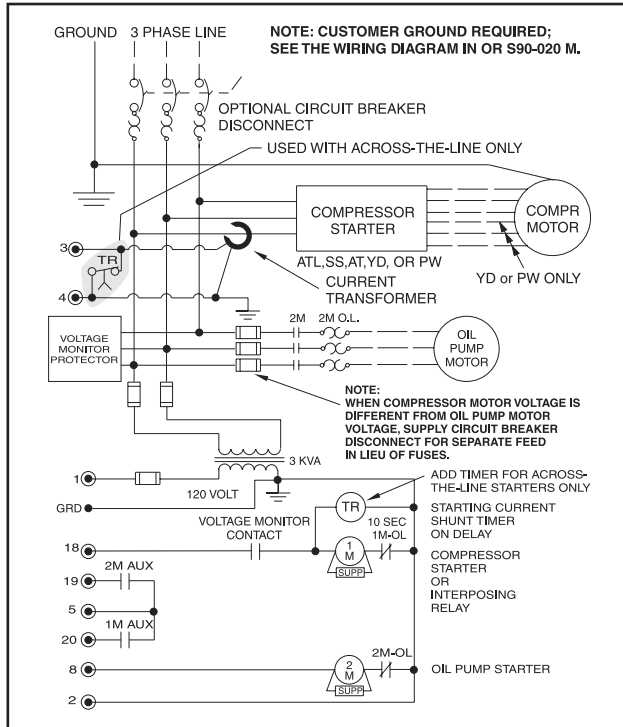 GROUND 3 PHASE LINE
NOTE: CUSTOMER GROUND REQUIRED;
SEE THE WIRING DIAGRAM IN OR S90-020 M.
OPTIONAL CIRCUIT BREAKER
DISCONNECT
USED WITH ACROSS-THE-LINE ONLY
COMPRESSOR
STARTER
COMPR
MOTOR
3
TR
4
ATL,SS,AT,YD, OR PW
CURRENT
TRANSFORMER
YD or PW ONLY
VOLTAGE
MONITOR
PROTECTOR
2M 2M O.L.
OIL
PUMP
MOTOR
NOTE:
WHEN COMPRESSOR MOTOR VOLTAGE IS
DIFFERENT FROM OIL PUMP MOTOR
VOLTAGE, SUPPLY CIRCUIT BREAKER
DISCONNECT FOR SEPARATE FEED
IN LIEU OF FUSES.
3 KVA
1
120 VOLT
ADD TIMER FOR ACROSS-
THE-LINE STARTERS ONLY
GRD
TR
STARTING CURRENT
SHUNT TIMER
ON DELAY
VOLTAGE MONITOR
CONTACT
10 SEC
1M-OL
18
1
M
SUPP
COMPRESSOR
STARTER
OR
INTERPOSING
RELAY
19
2M AUX
5
20
1M AUX
8
2
M
SUPP
2M-OL
OIL PUMP STARTER
2